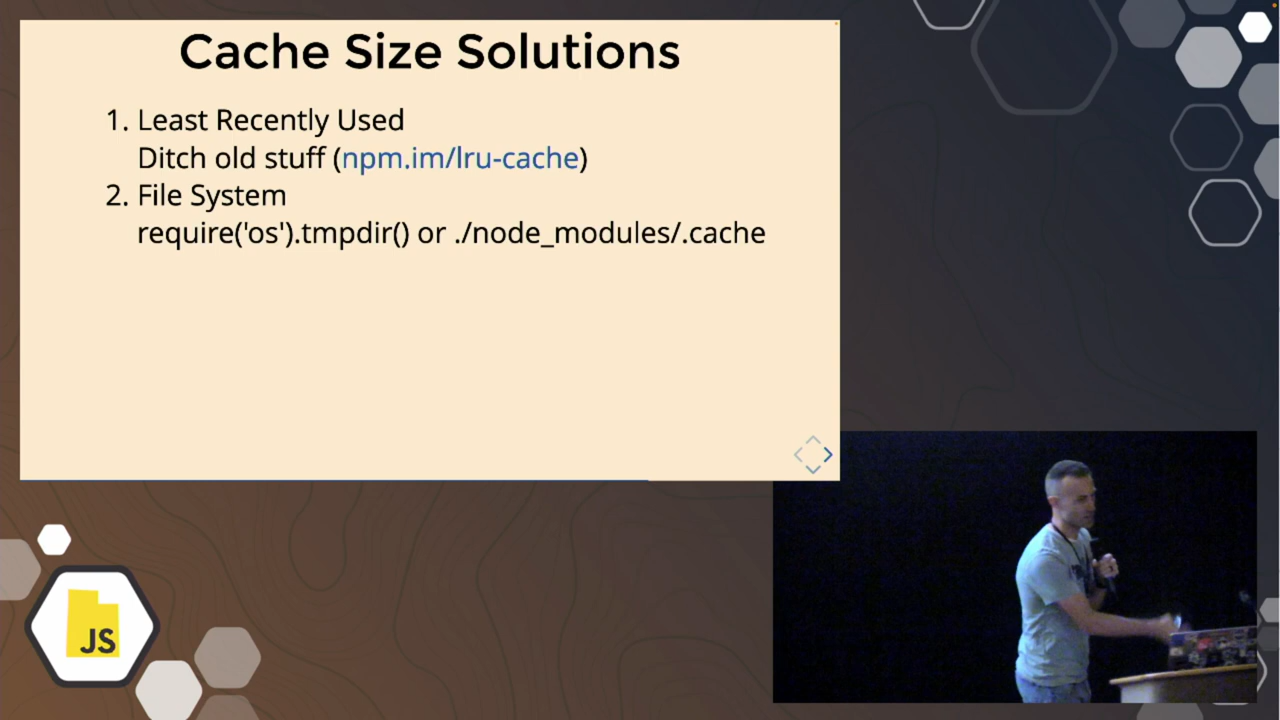 Cache Size Solutions
1. Least Recently Used
Ditch old stuff (npm.im/lru-cache)
2. File System
require('os').tmpdir() or ./node_modules/.cache
JS